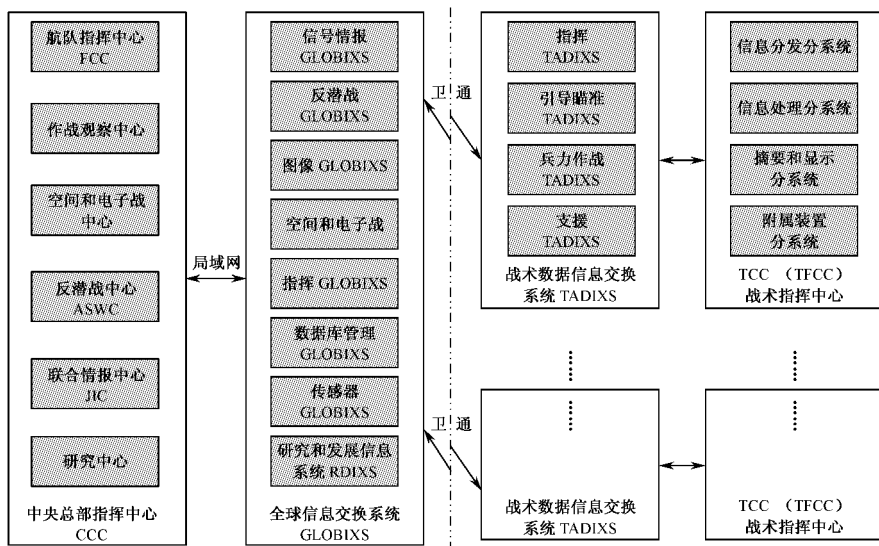 航队指挥中心
FCC
作战观察中心
空间和电子战
中心
反潜战中心
ASWC
联合情报中心
JIC
研究中心
中央总部指挥中心
CCC
局域网
信号情报
GLOBIXS
反潜战
GLOBIXS
图像 GLOBIXS
空间和电子战
指挥 GLOBIXS
数据库管理
GLOBIXS
传感器
GLOBIXS
研究和发展信息
系统 RDIXS
全球信息交换系统
GLOBIXS
卫 通
卫 通
指挥
TADIXS
引导瞄准
TADIXS
兵力作战
TADIXS
支援
TADIXS
战术数据信息交换
系统 TADIXS
信息分发分系统
信息处理分系统
摘要和显示
分系统
附属装置
分系统
TCC （TFCC）
战术指挥中心
战术数据信息交换
系统 TADIXS
TCC （TFCC）
战术指挥中心